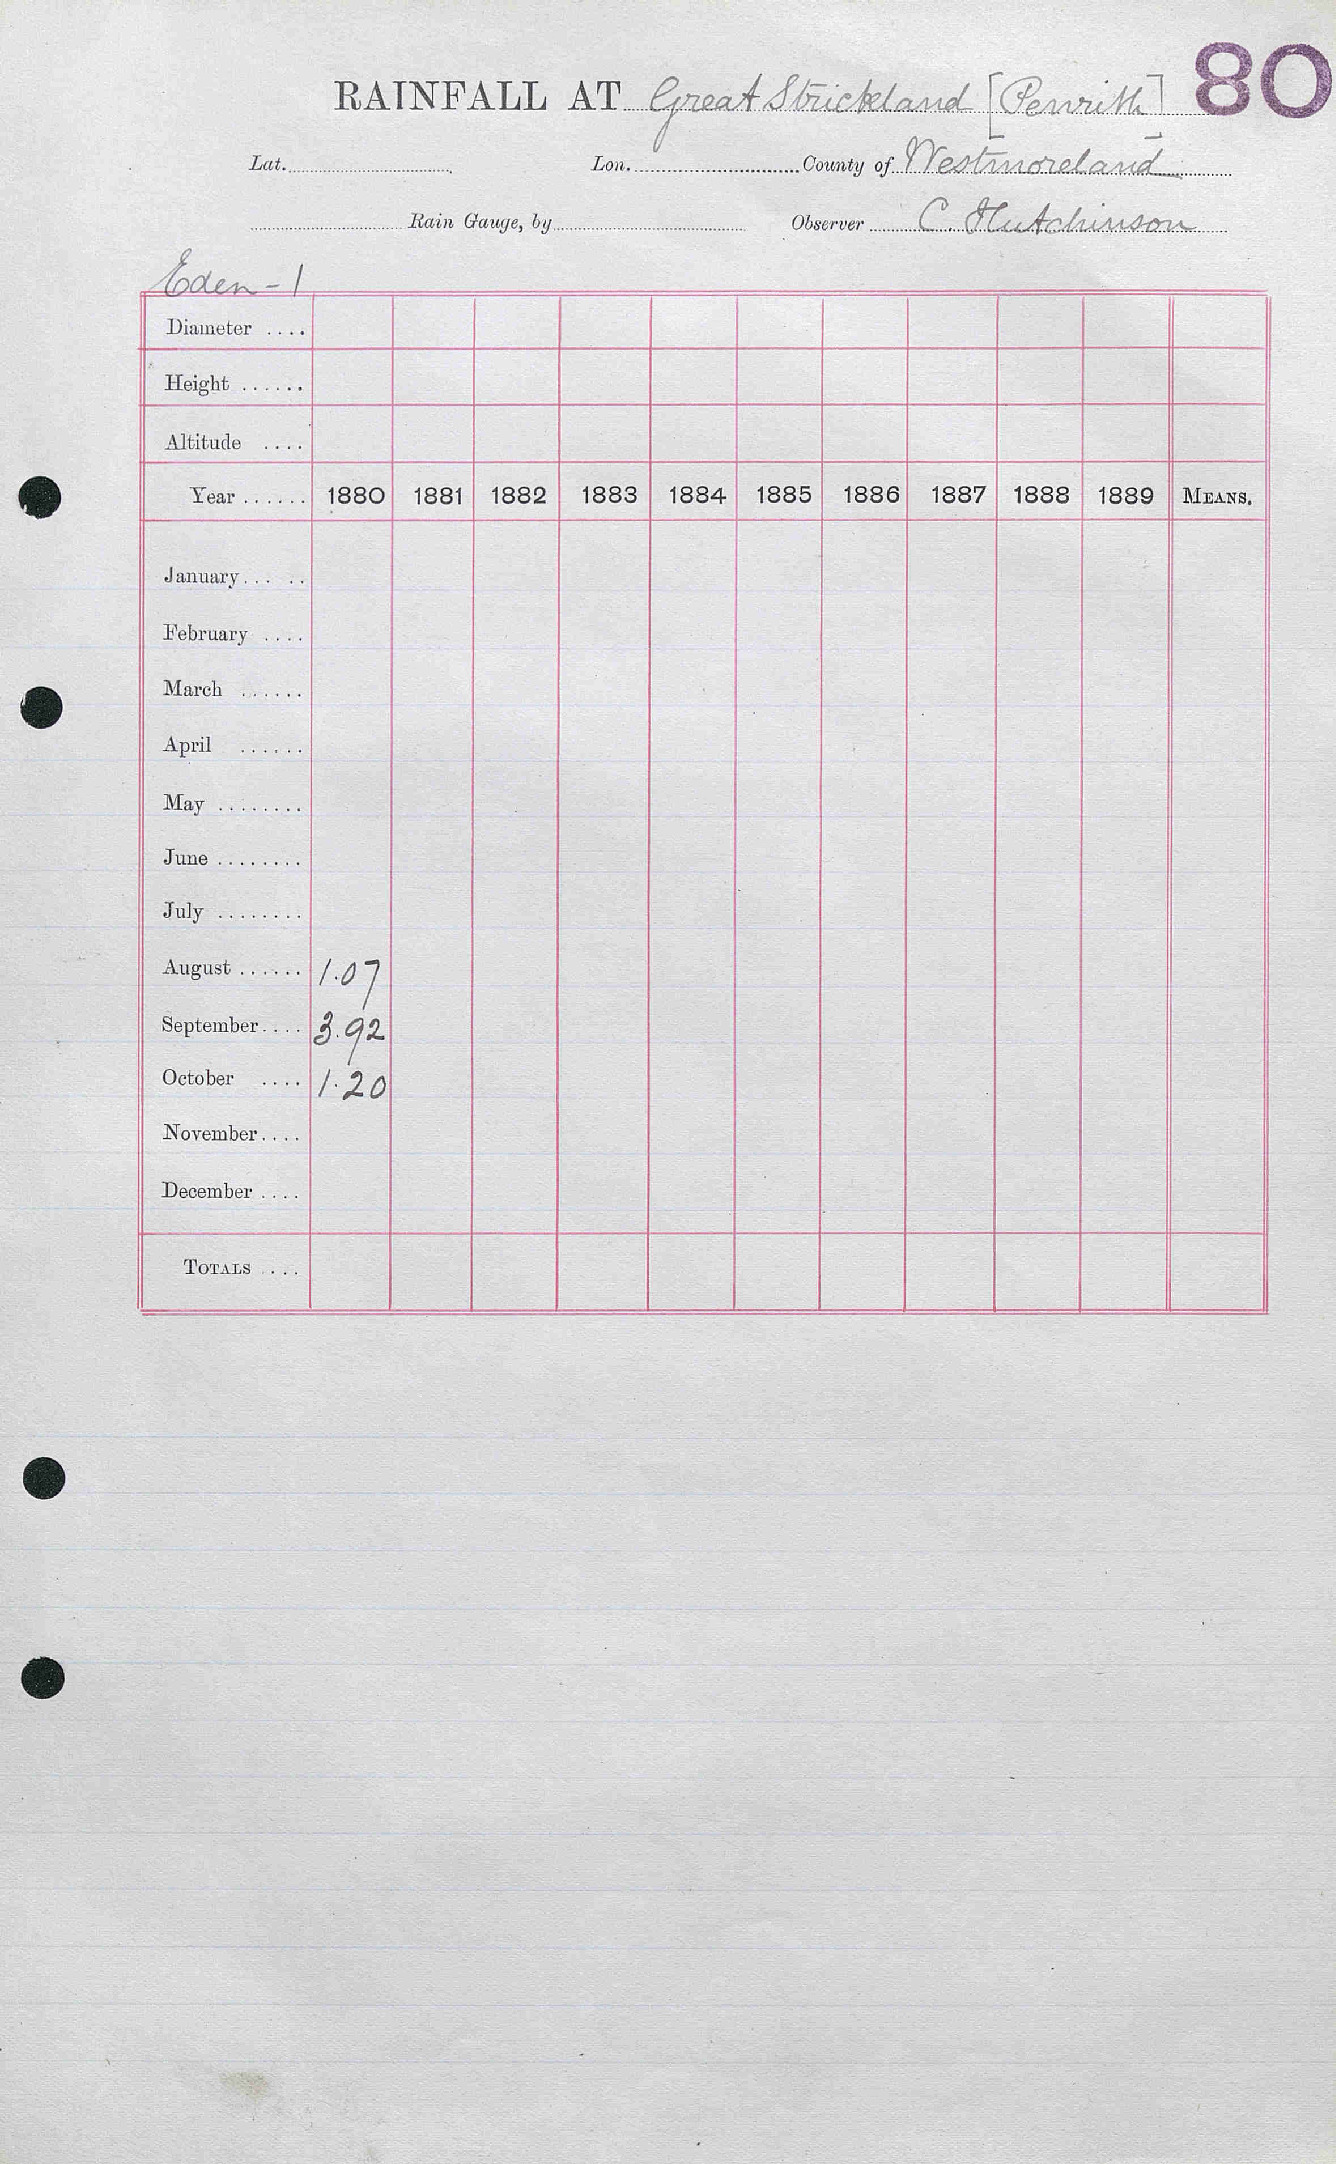 RAINFALL AT Great Strickland [Penrith] 80
Lat. Lon. County of Westmoreland
Rain Gauge, by Observer C. Hutchinson
Eden - 1
Diameter ....
Height ......
Altitude ....
Year ...... 1880 1881 1882 1883 1884 1885 1886 1887 1888 1889 MEANS.
January... ..
February ....
March ......
April ......
May ........
June ........
July ........
August ...... 1.07
September.... 3.92
October .... 1.20
November....
December ....
TOTALS ....